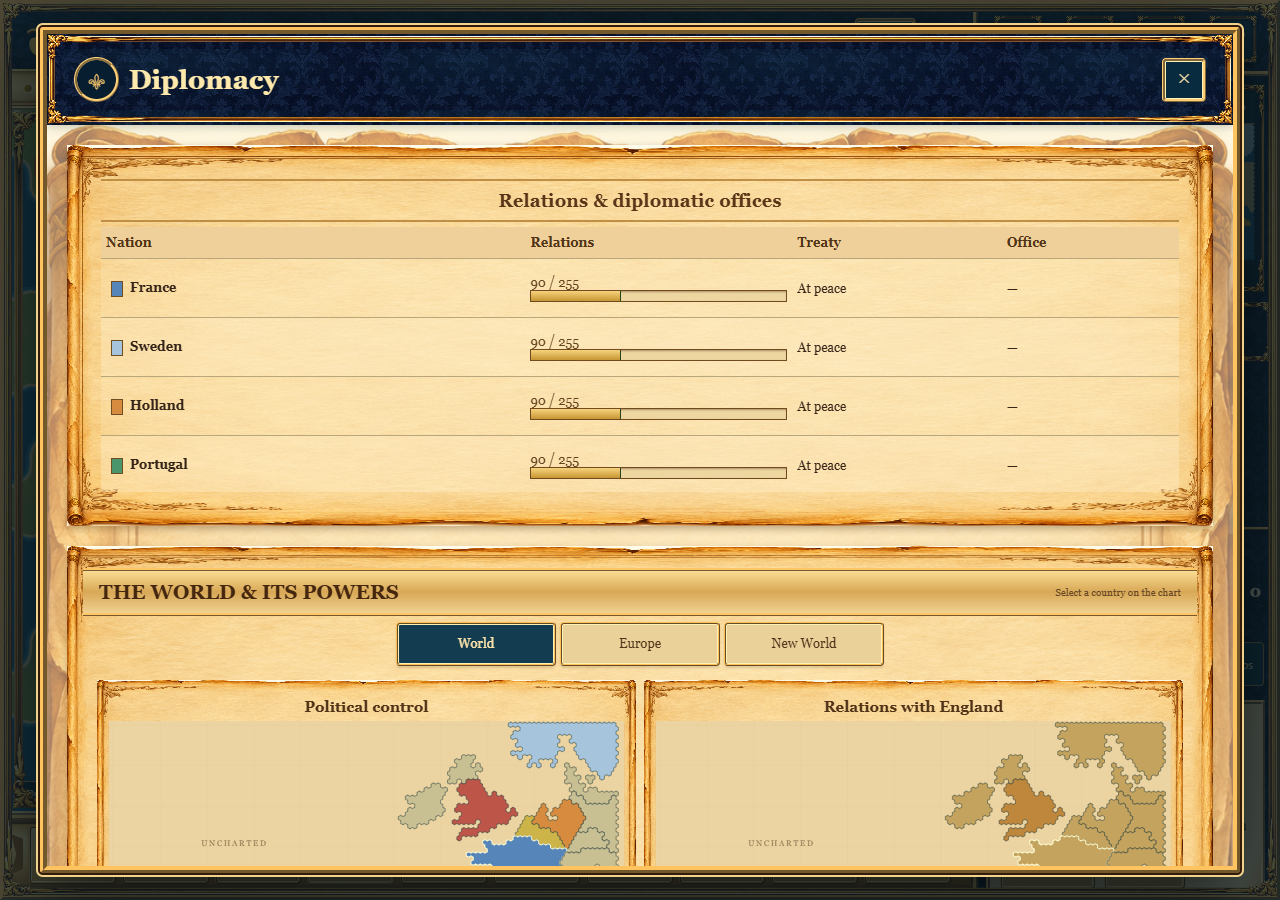 Diplomacy
×
Relations & diplomatic offices
Nation Relations Treaty Office
France 90 / 255 At peace —
Sweden 90 / 255 At peace —
Holland 90 / 255 At peace —
Portugal 90 / 255 At peace —
THE WORLD & ITS POWERS
Select a country on the chart
World Europe New World
Political control
UNCHARTED
Relations with England
UNCHARTED